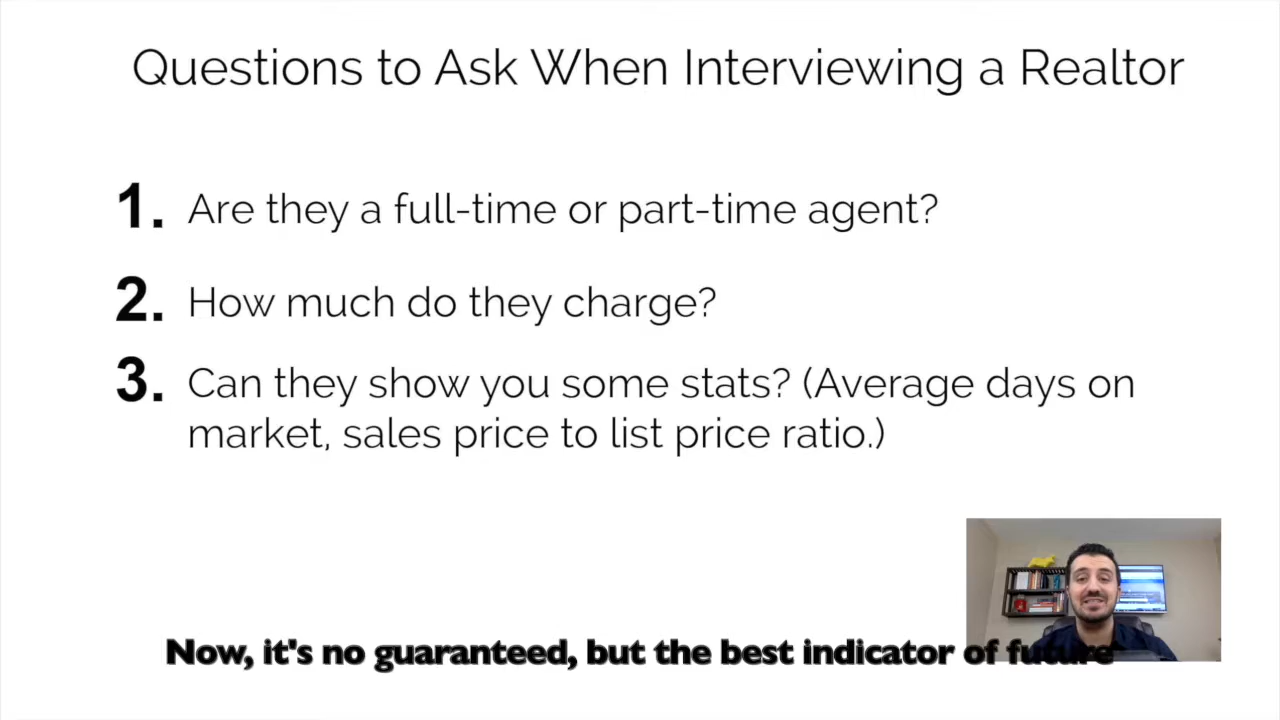 Questions to Ask When Interviewing a Realtor
1. Are they a full-time or part-time agent?
2. How much do they charge?
3. Can they show you some stats? (Average days on
market, sales price to list price ratio.)
Now, it's no guaranteed, but the best indicator of future